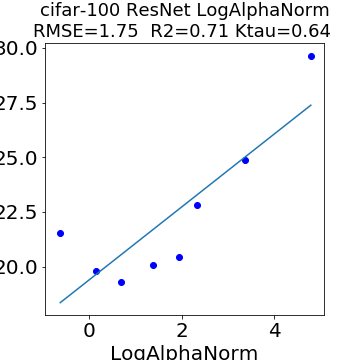 cifar-100 ResNet LogAlphaNorm
RMSE=1.75 R2=0.71 Ktau=0.64
30.0
27.5
25.0
22.5
20.0
0 2 4
LogAlphaNorm